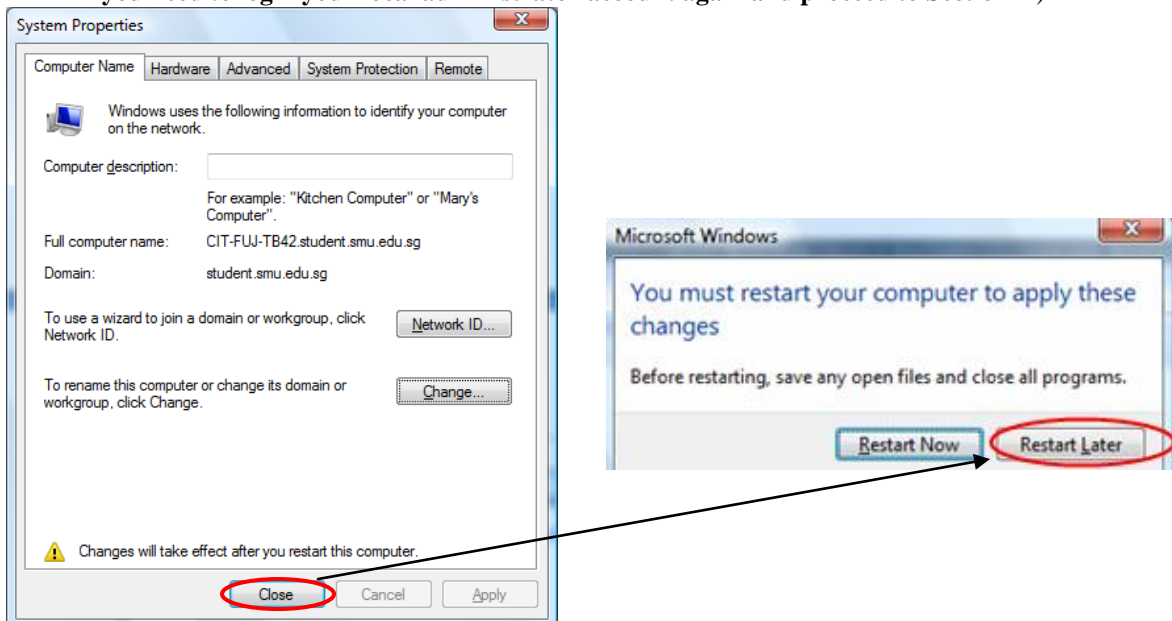 System Properties
Computer Name Hardware Advanced System Protection Remote
Windows uses the following information to identify your computer
on the network.
Computer description:
For example: "Kitchen Computer" or "Mary's
Computer".
Full computer name: CIT-FUJ-TB42.student.smu.edu.sg
Domain: student.smu.edu.sg
To use a wizard to join a domain or workgroup, click
Network ID.
Network ID...
To rename this computer or change its domain or
workgroup, click Change.
Change...
Changes will take effect after you restart this computer.
Close Cancel Apply
Microsoft Windows
You must restart your computer to apply these
changes
Before restarting, save any open files and close all programs.
Restart Now Restart Later